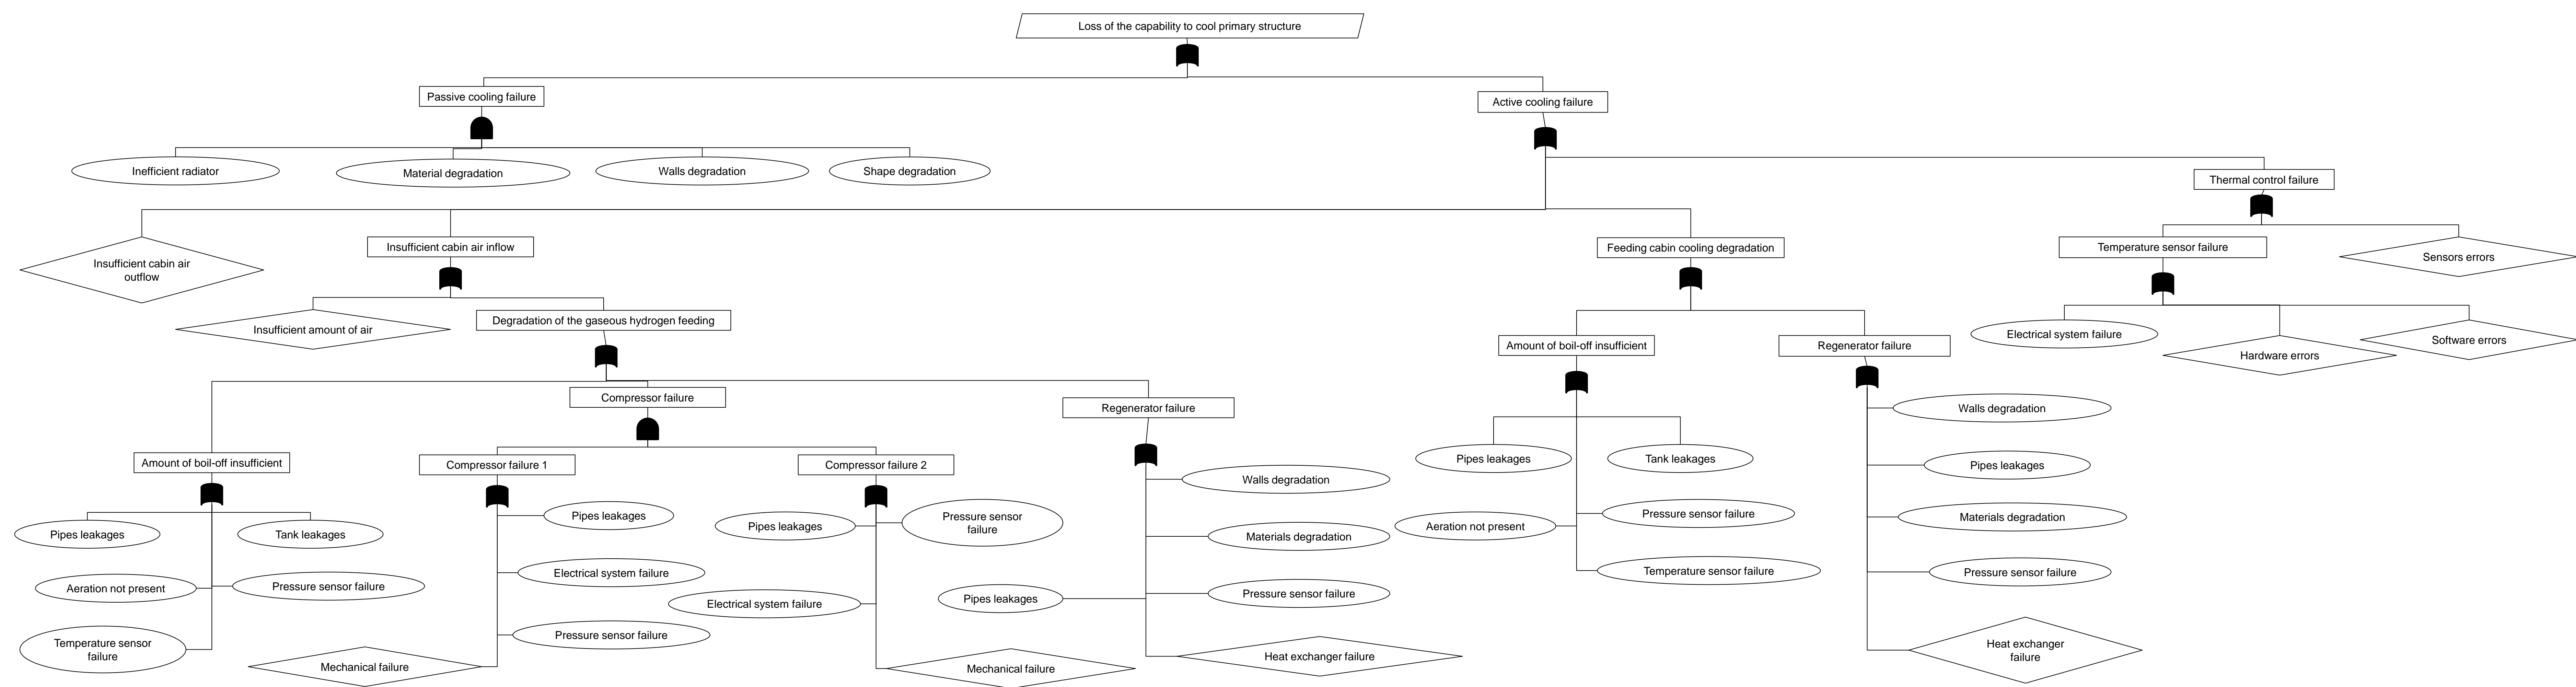 Loss of the capability to cool primary structure
Passive cooling failure
Active cooling failure
Inefficient radiator
Material degradation
Walls degradation
Shape degradation
Thermal control failure
Insufficient cabin air
outflow
Insufficient cabin air inflow
Feeding cabin cooling degradation
Temperature sensor failure
Sensors errors
Insufficient amount of air
Degradation of the gaseous hydrogen feeding
Amount of boil-off insufficient
Regenerator failure
Electrical system failure
Hardware errors
Software errors
Compressor failure
Regenerator failure
Walls degradation
Amount of boil-off insufficient
Compressor failure 1
Compressor failure 2
Walls degradation
Pipes leakages
Tank leakages
Pipes leakages
Pipes leakages
Tank leakages
Pipes leakages
Pipes leakages
Pressure sensor
failure
Materials degradation
Aeration not present
Pressure sensor failure
Materials degradation
Aeration not present
Pressure sensor failure
Electrical system failure
Electrical system failure
Pipes leakages
Pressure sensor failure
Temperature sensor failure
Pressure sensor failure
Temperature sensor
failure
Pressure sensor failure
Mechanical failure
Mechanical failure
Heat exchanger failure
Heat exchanger
failure